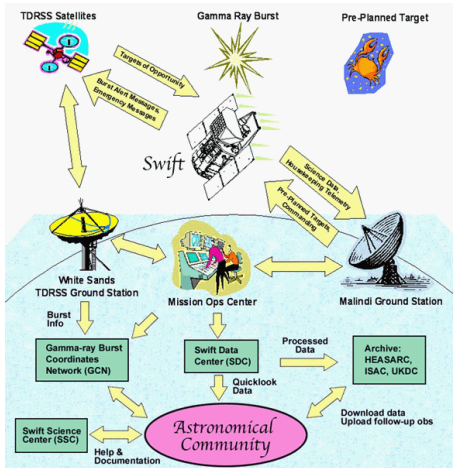 TDRSS Satellites
Gamma Ray Burst
Pre-Planned Target
Targets of Opportunity
Burst Alert Messages,
Emergency Messages
Swift
Science Data,
Housekeeping Telemetry
Pre-Planned Targets,
Commanding
White Sands
TDRSS Ground Station
Mission Ops Center
Malindi Ground Station
Burst
Info
Gamma-ray Burst
Coordinates
Network (GCN)
Swift Data
Center (SDC)
Processed
Data
Archive:
HEASARC,
ISAC, UKDC
Quicklook
Data
Swift Science
Center (SSC)
Help &
Documentation
Astronomical
Community
Download data
Upload follow-up obs